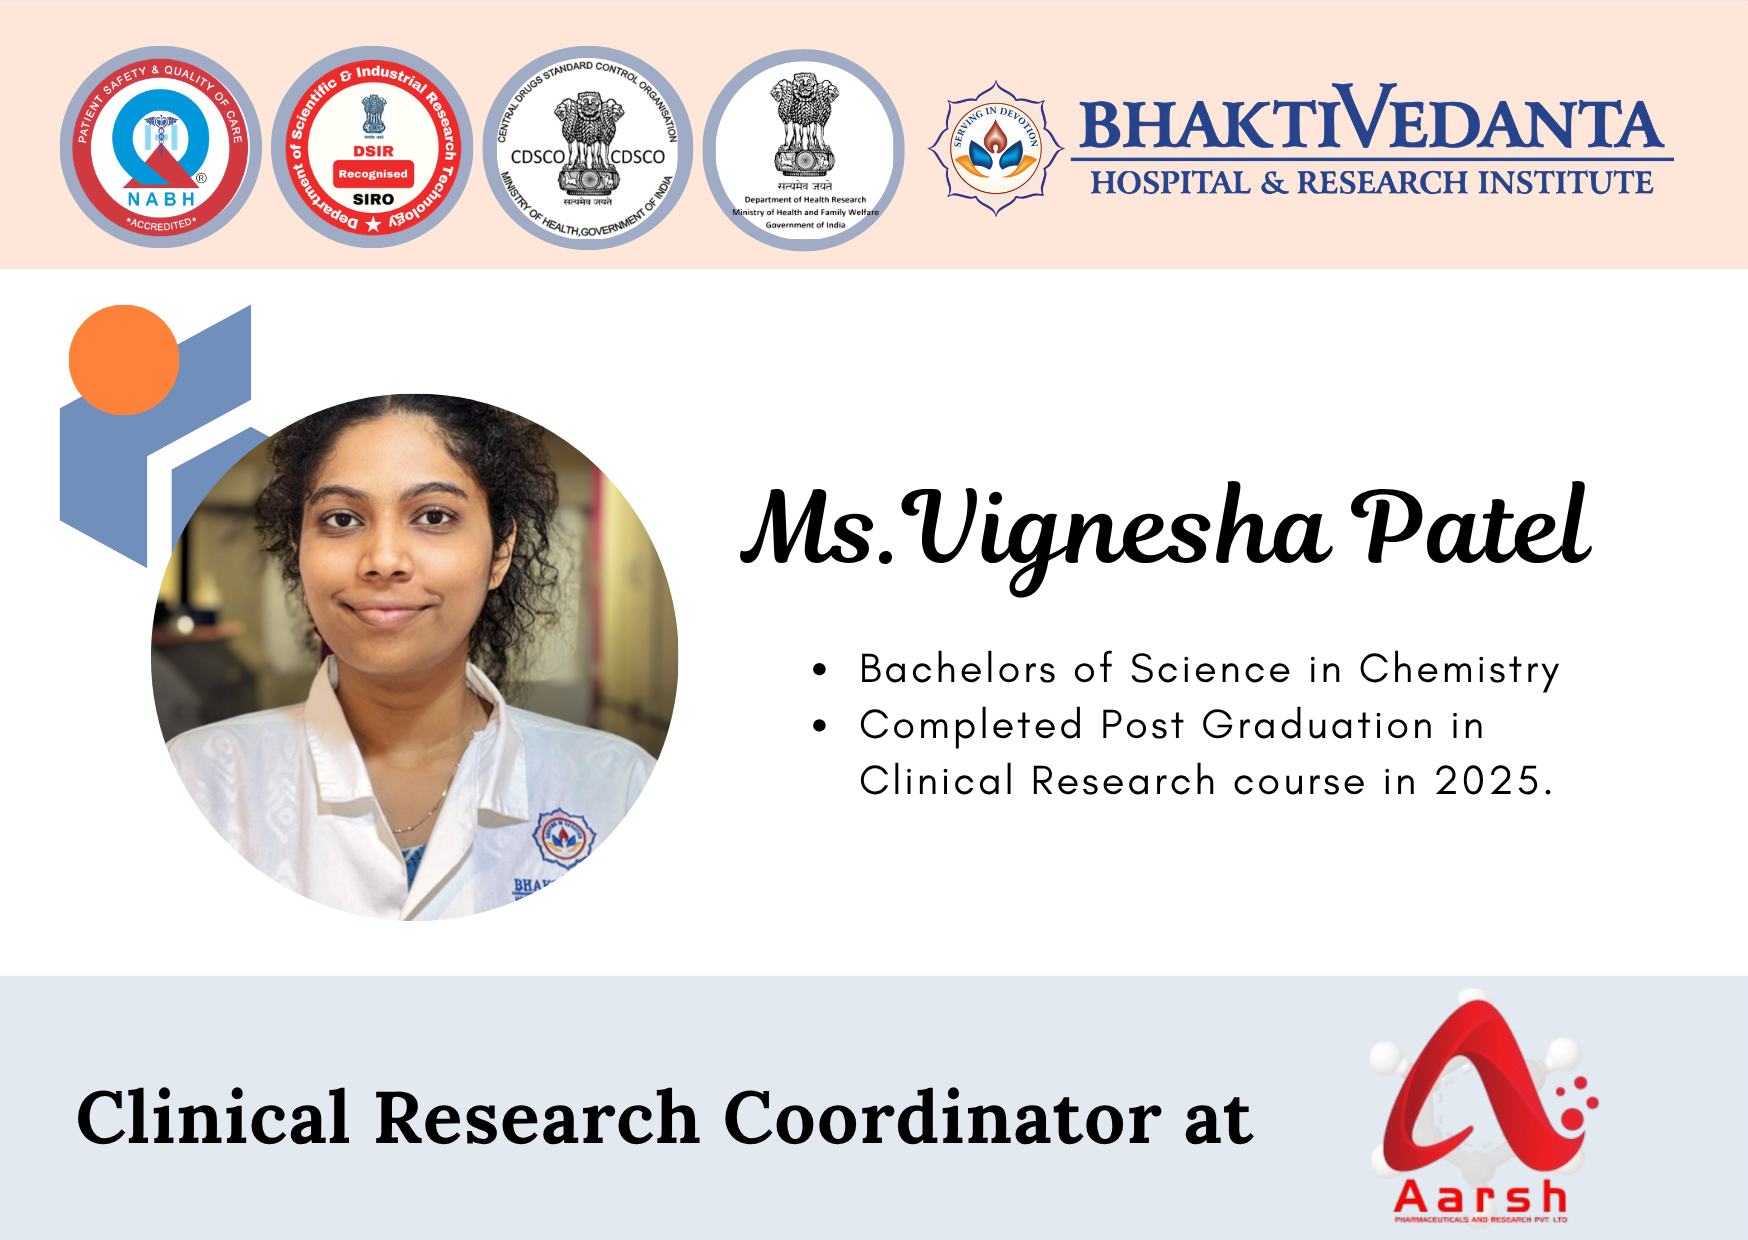 PATIENT SAFETY & QUALITY OF CARE
®
NABH
*ACCREDITED*
Department of Scientific & Industrial Research Technology
सत्यमेव जयते
DSIR
Recognised
SIRO
CENTRAL DRUGS STANDARD CONTROL ORGANISATION
CDSCO CDSCO
सत्यमेव जयते
MINISTRY OF HEALTH,GOVERNMENT OF INDIA
सत्यमेव जयते
Department of Health Research
Ministry of Health and Family Welfare
Government of India
SERVING IN DEVOTION
BHAKTIVEDANTA
HOSPITAL & RESEARCH INSTITUTE
Ms.Vignesha Patel
• Bachelors of Science in Chemistry
• Completed Post Graduation in
Clinical Research course in 2025.
Clinical Research Coordinator at
Aarsh
PHARMACEUTICALS AND RESEARCH PVT. LTD